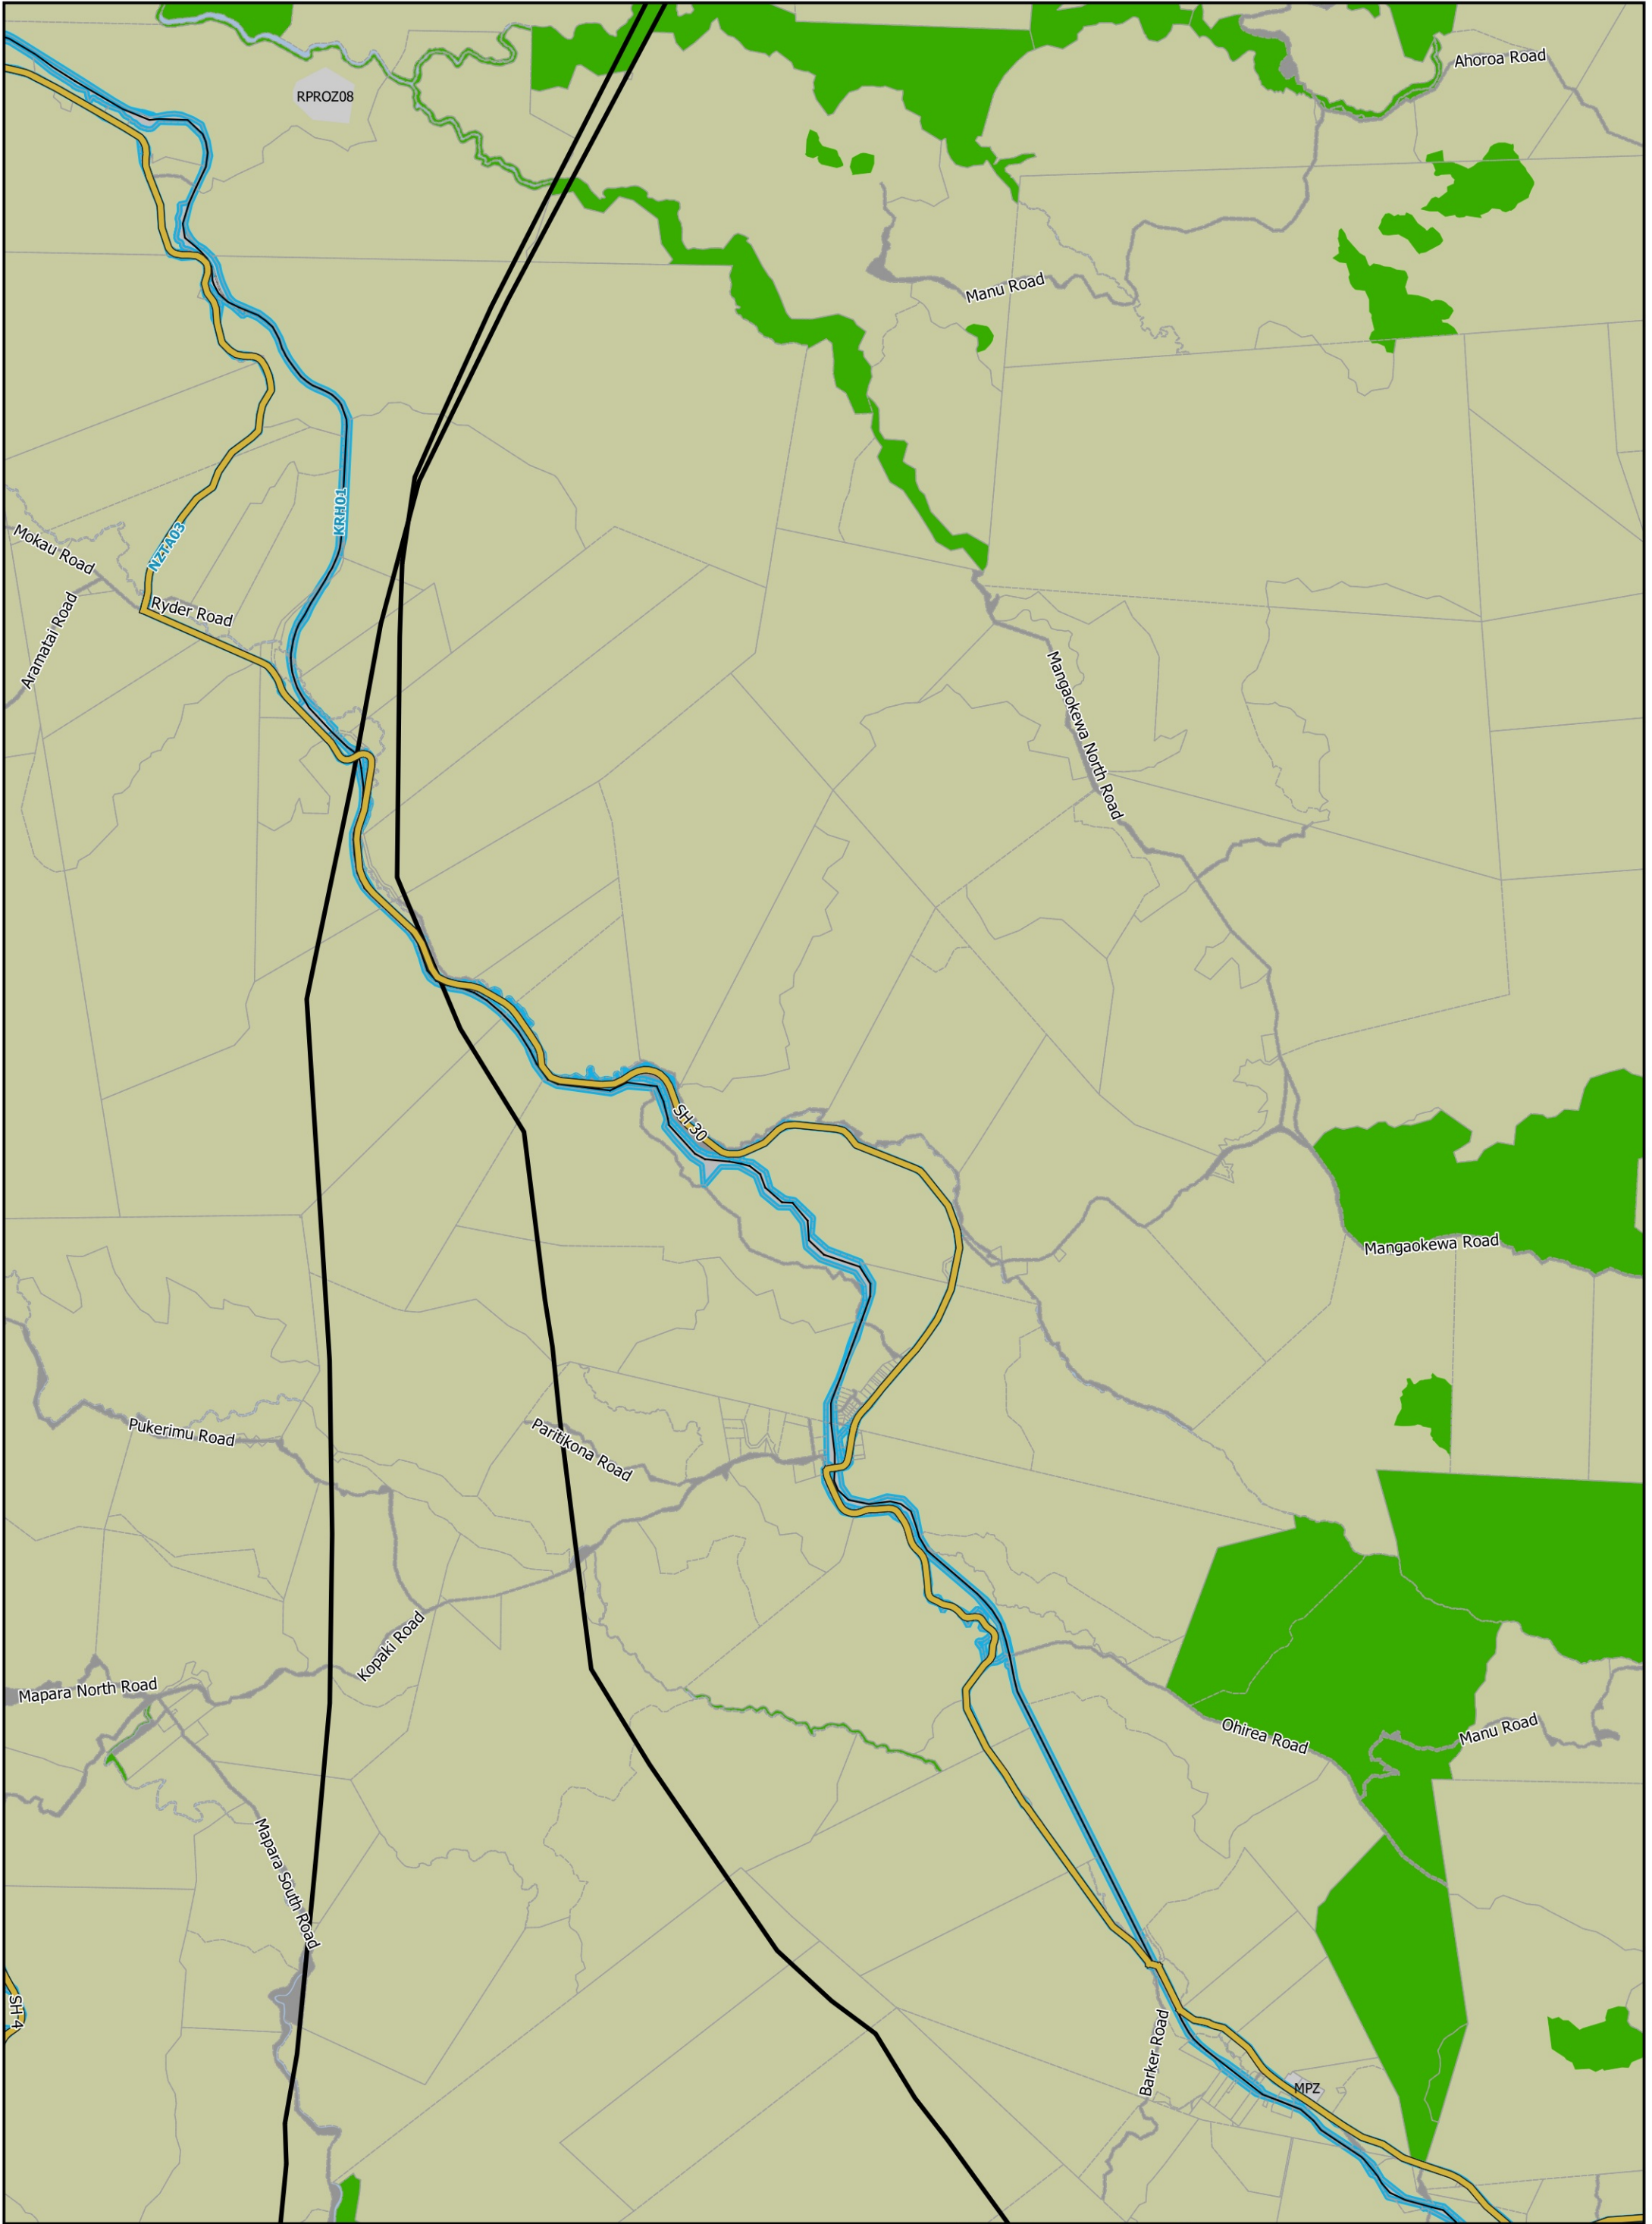 Ahoroa Road
RPROZ08
Manu Road
KRH01
NZTA03
Mokau Road
Ryder Road
Aramatai Road
Mangaokewa North Road
SH 30
Mangaokewa Road
Pukerimu Road
Paritikona Road
Kopaki Road
Mapara North Road
Ohirea Road
Manu Road
Mapara South Road
SH 4
Barker Road
MPZ